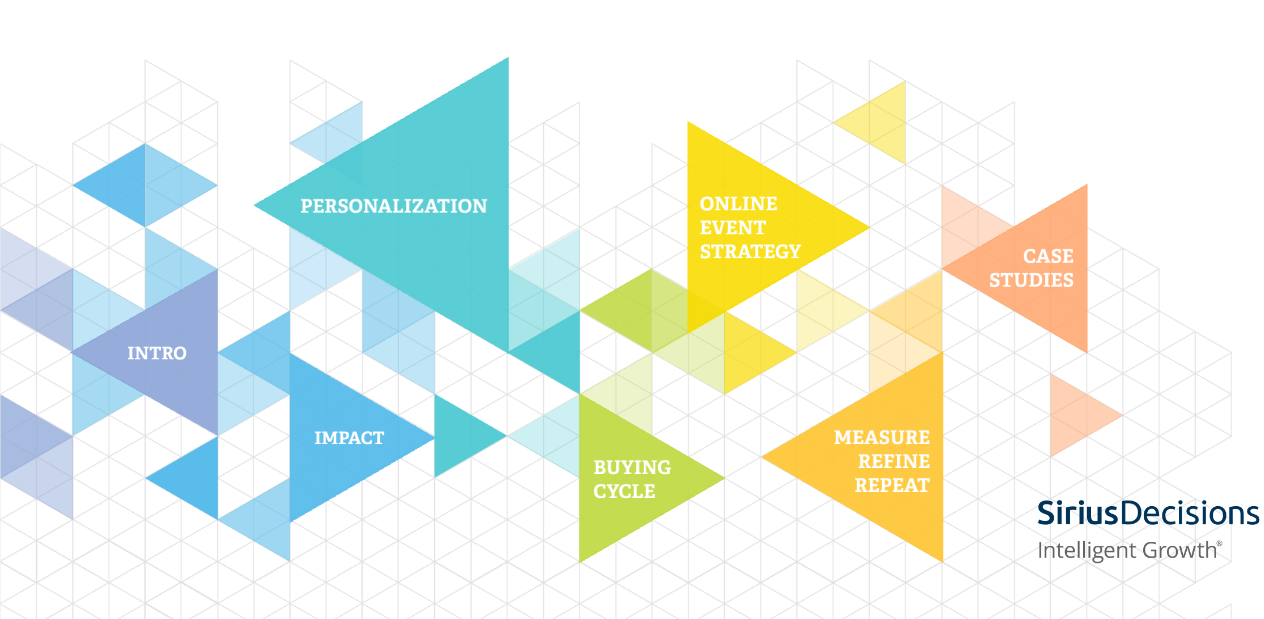 PERSONALIZATION
ONLINE
EVENT
STRATEGY
CASE
STUDIES
INTRO
IMPACT
BUYING
CYCLE
MEASURE
REFINE
REPEAT
SiriusDecisions
Intelligent Growth®